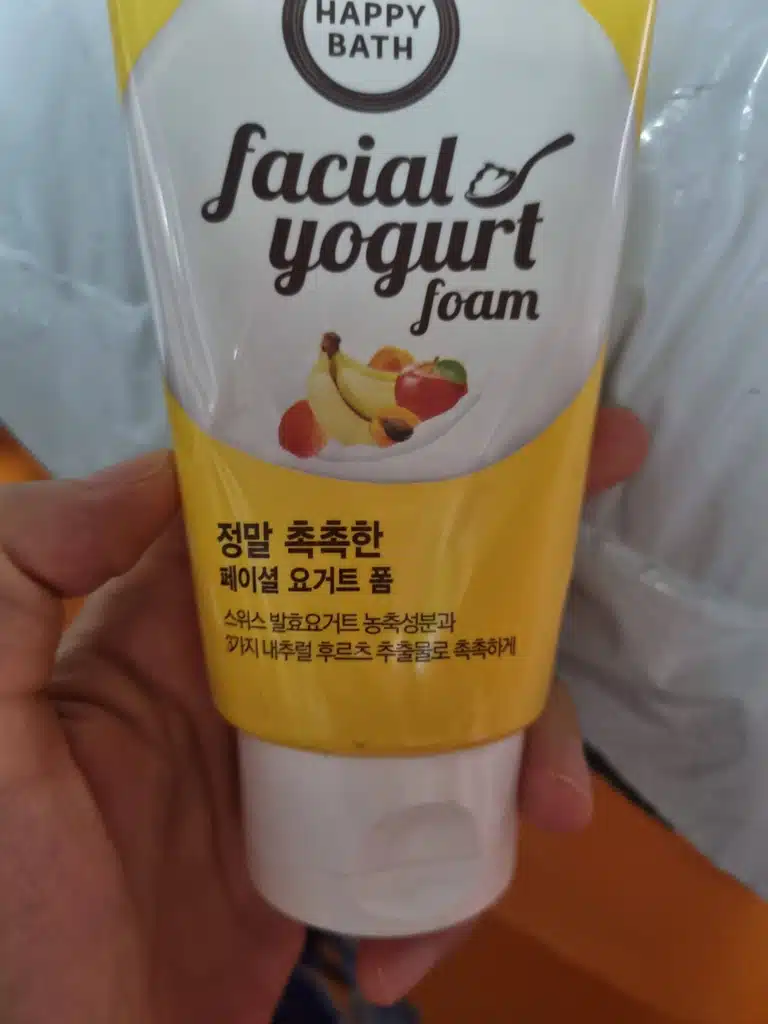 HAPPY
BATH
facial
yogurt
foam
정말 촉촉한
페이셜 요거트 폼
스위스 발효요거트 농축성분과
3가지 내추럴 후르츠 추출물로 촉촉하게